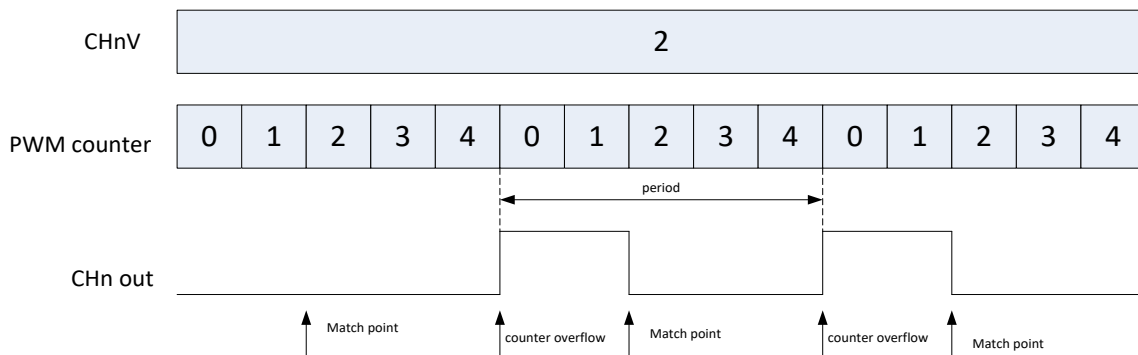 CHnV
2
PWM counter
0 1 2 3 4 0 1 2 3 4 0 1 2 3 4
period
CHn out
Match point
counter overflow
Match point
counter overflow
Match point